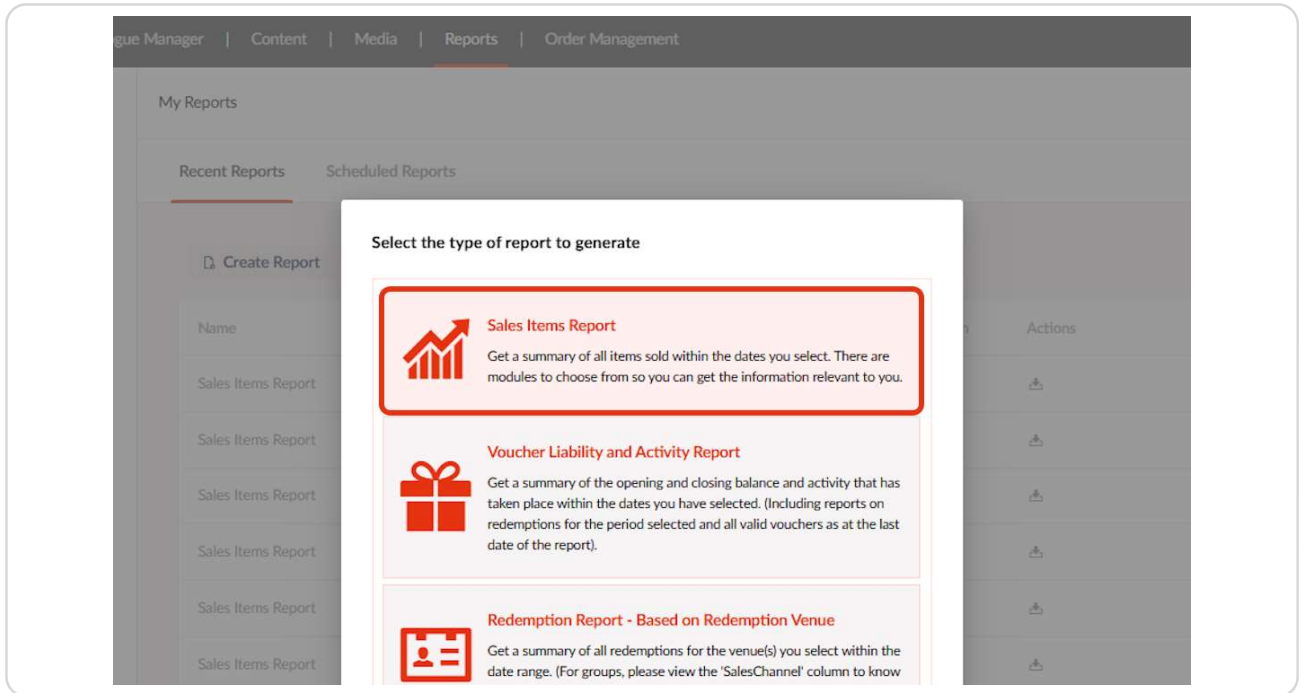 gue Manager | Content | Media | Reports | Order Management
My Reports
Recent Reports Scheduled Reports
Select the type of report to generate
Create Report
Sales Items Report
Get a summary of all items sold within the dates you select. There are
modules to choose from so you can get the information relevant to you.
Name
n Actions
Sales Items Report
Sales Items Report
Voucher Liability and Activity Report
Get a summary of the opening and closing balance and activity that has
taken place within the dates you have selected. (Including reports on
redemptions for the period selected and all valid vouchers as at the last
date of the report).
Sales Items Report
Sales Items Report
Sales Items Report
Redemption Report - Based on Redemption Venue
Get a summary of all redemptions for the venue(s) you select within the
date range. (For groups, please view the 'SalesChannel' column to know
Sales Items Report